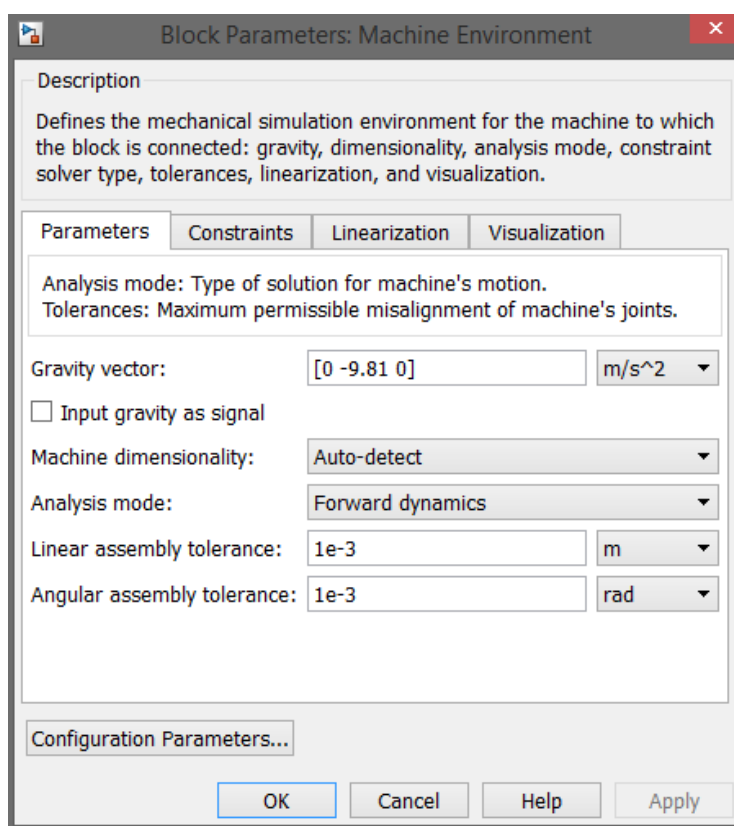 Block Parameters: Machine Environment
Description
Defines the mechanical simulation environment for the machine to which
the block is connected: gravity, dimensionality, analysis mode, constraint
solver type, tolerances, linearization, and visualization.
Parameters Constraints Linearization Visualization
Analysis mode: Type of solution for machine's motion.
Tolerances: Maximum permissible misalignment of machine's joints.
Gravity vector: [0 -9.81 0] m/s^2
Input gravity as signal
Machine dimensionality: Auto-detect
Analysis mode: Forward dynamics
Linear assembly tolerance: 1e-3 m
Angular assembly tolerance: 1e-3 rad
Configuration Parameters...
OK Cancel Help Apply